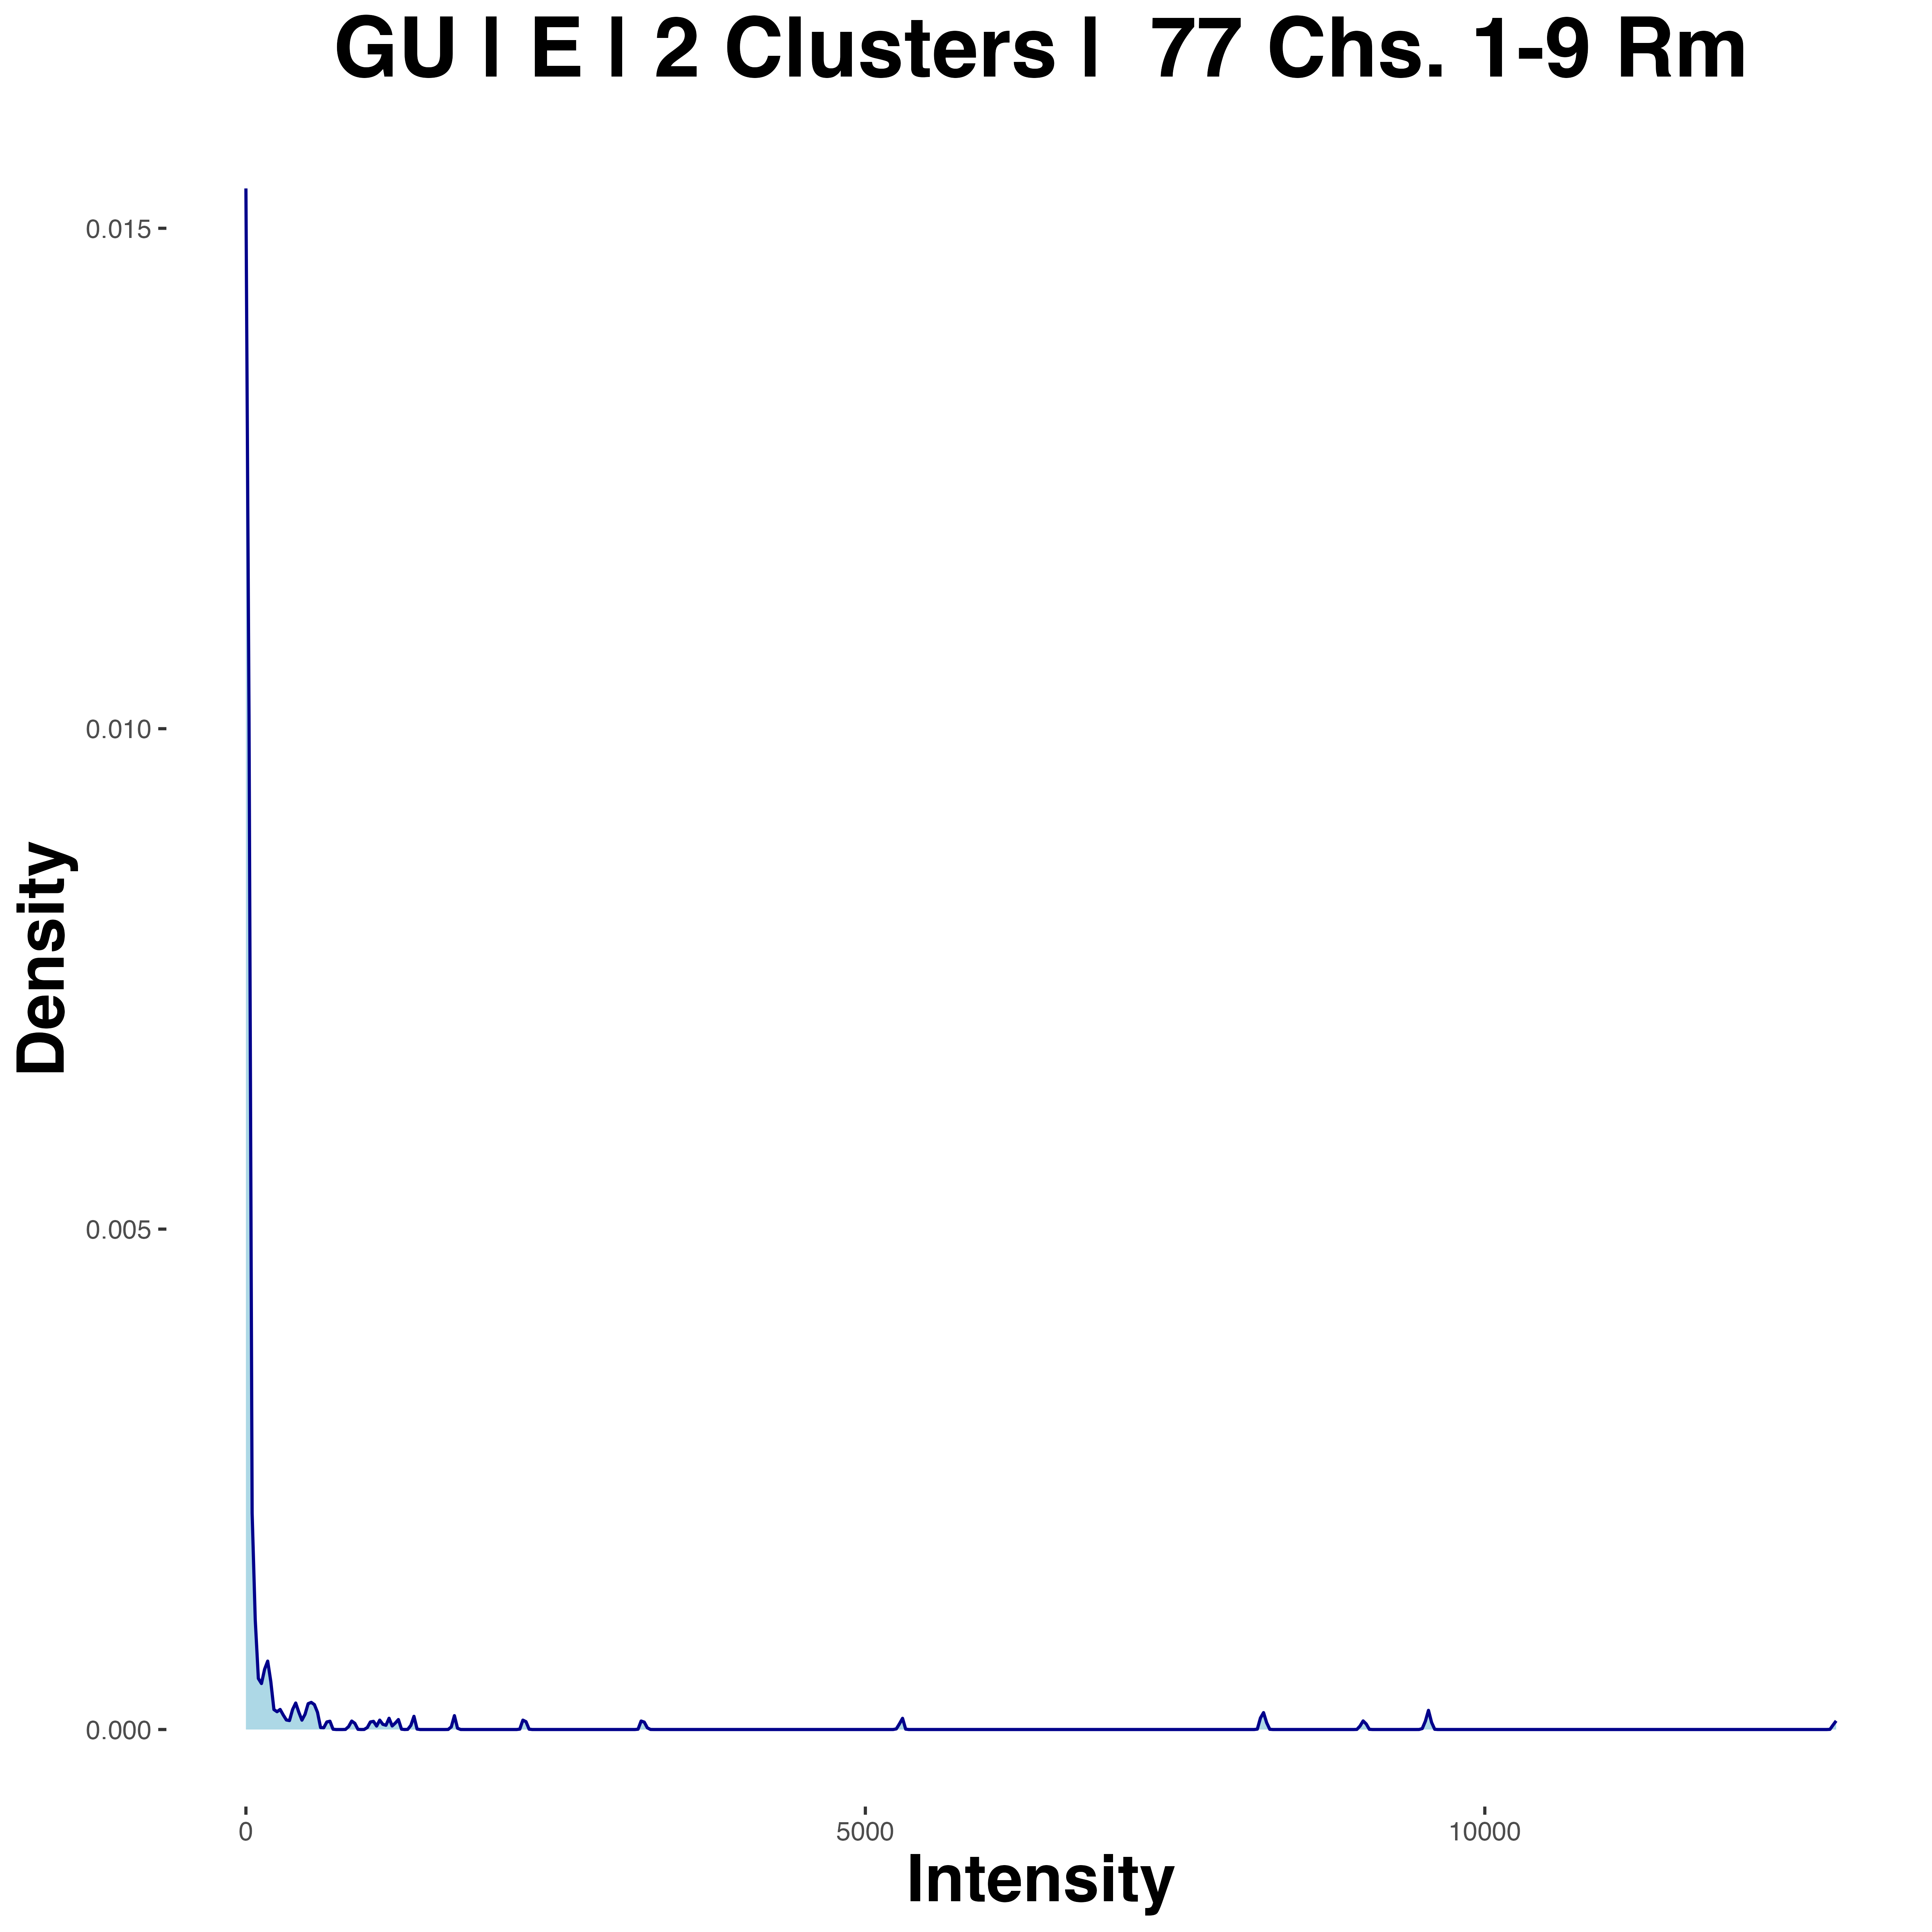 GU | E | 2 Clusters | 77 Chs. 1-9 Rm
0.015
0.010
0.005
0.000
Density
0 5000 10000
Intensity